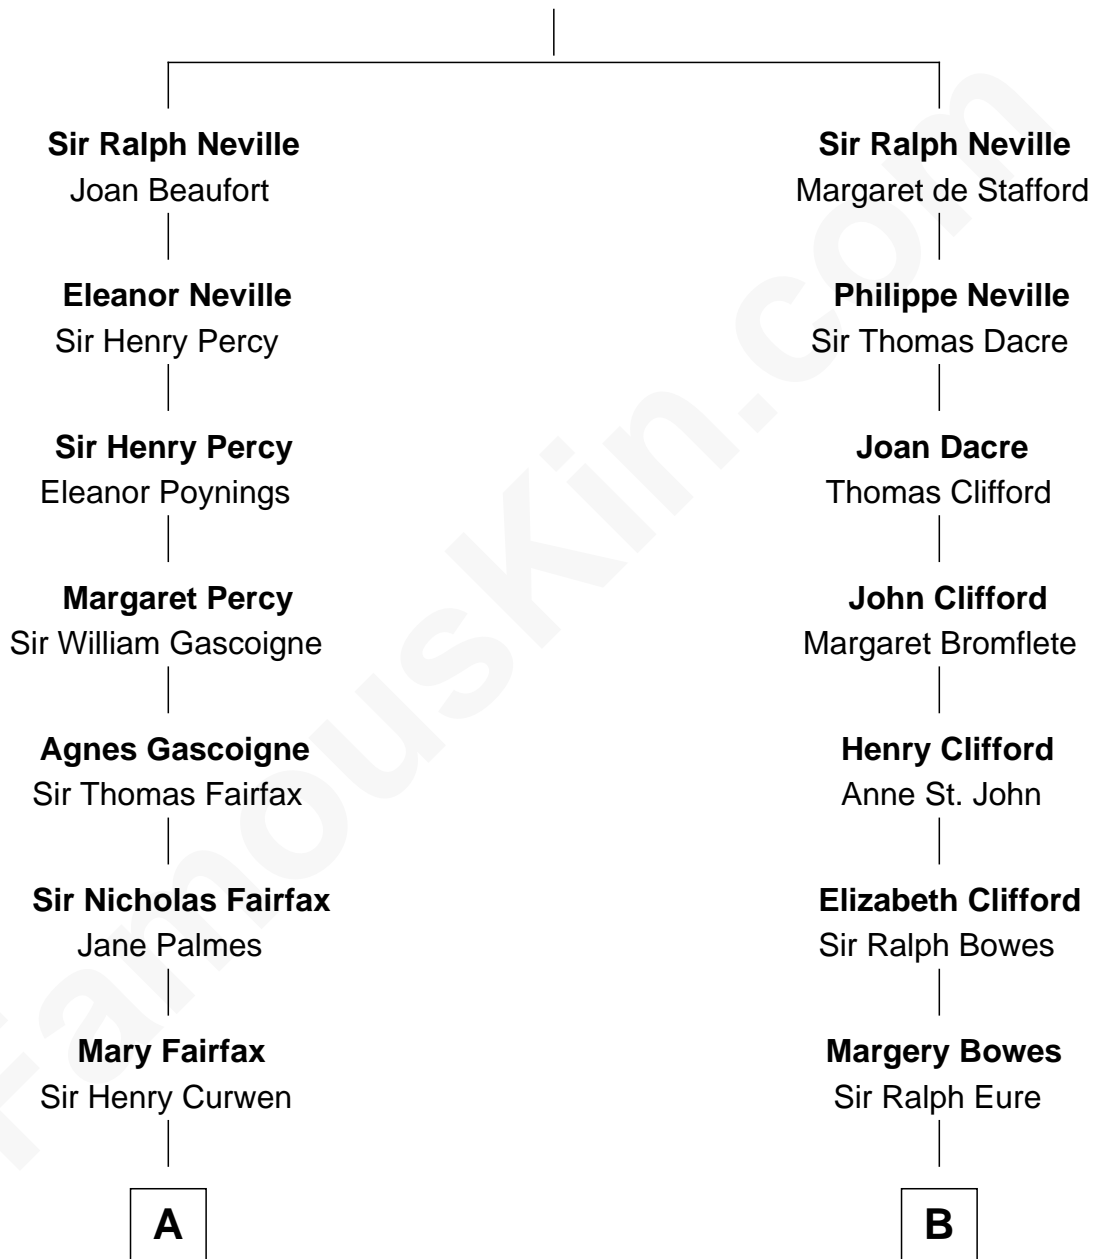 Sir Ralph Neville
Joan Beaufort
Eleanor Neville
Sir Henry Percy
Sir Henry Percy
Eleanor Poynings
Margaret Percy
Sir William Gascoigne
Agnes Gascoigne
Sir Thomas Fairfax
Sir Nicholas Fairfax
Jane Palmes
Mary Fairfax
Sir Henry Curwen
A
Sir Ralph Neville
Margaret de Stafford
Philippe Neville
Sir Thomas Dacre
Joan Dacre
Thomas Clifford
John Clifford
Margaret Bromflete
Henry Clifford
Anne St. John
Elizabeth Clifford
Sir Ralph Bowes
Margery Bowes
Sir Ralph Eure
B
FamousKin.com